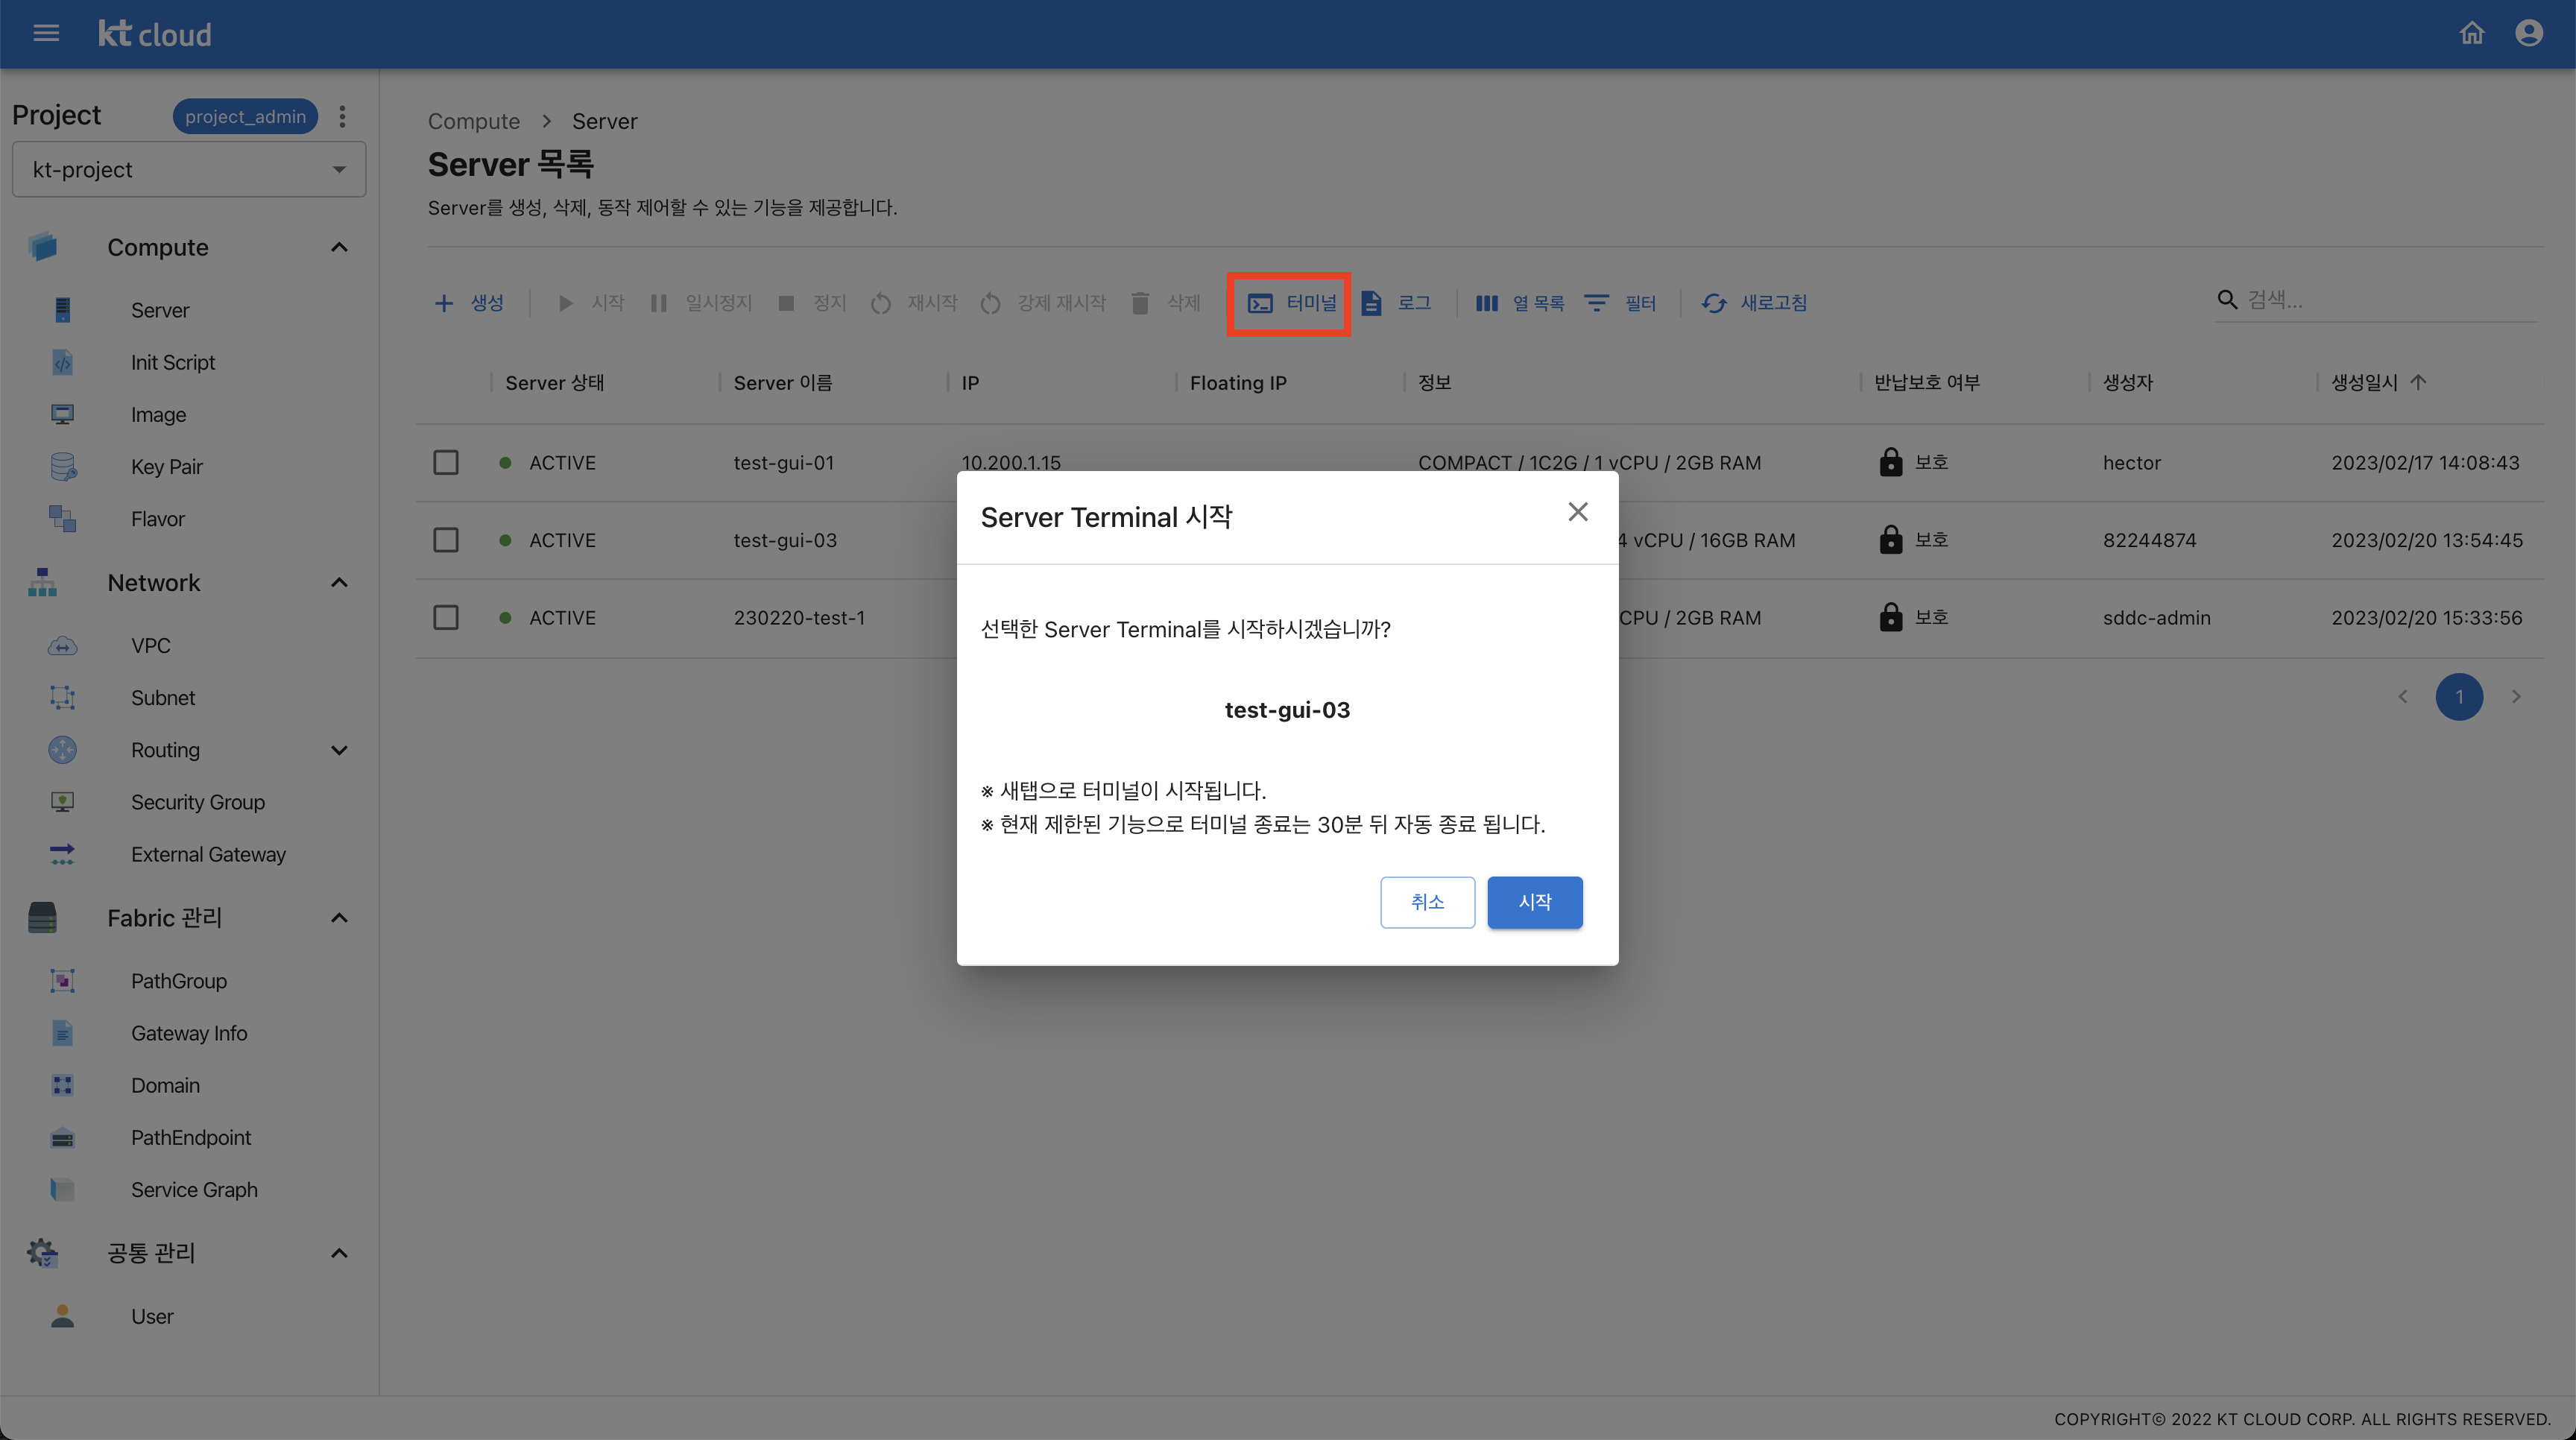 kt cloud
Project
project_admin
kt-project
Compute
Server
Init Script
Image
Key Pair
Flavor
Network
VPC
Subnet
Routing
Security Group
External Gateway
Fabric 관리
PathGroup
Gateway Info
Domain
PathEndpoint
Service Graph
공통 관리
User
Compute > Server
Server 목록
Server를 생성, 삭제, 동작 제어할 수 있는 기능을 제공합니다.
생성 시작 일시정지 정지 재시작 강제 재시작 삭제 터미널 로그 열 목록 필터 새로고침 검색...
Server 상태 Server 이름 IP Floating IP 정보 반납보호 여부 생성자 생성일시
ACTIVE test-gui-01 10.200.1.15 COMPACT / 1C2G / 1 vCPU / 2GB RAM 보호 hector 2023/02/17 14:08:43
ACTIVE test-gui-03 4 vCPU / 16GB RAM 보호 82244874 2023/02/20 13:54:45
ACTIVE 230220-test-1 CPU / 2GB RAM 보호 sddc-admin 2023/02/20 15:33:56
1
Server Terminal 시작
선택한 Server Terminal를 시작하시겠습니까?
test-gui-03
※ 새탭으로 터미널이 시작됩니다.
※ 현재 제한된 기능으로 터미널 종료는 30분 뒤 자동 종료 됩니다.
취소 시작
COPYRIGHT© 2022 KT CLOUD CORP. ALL RIGHTS RESERVED.